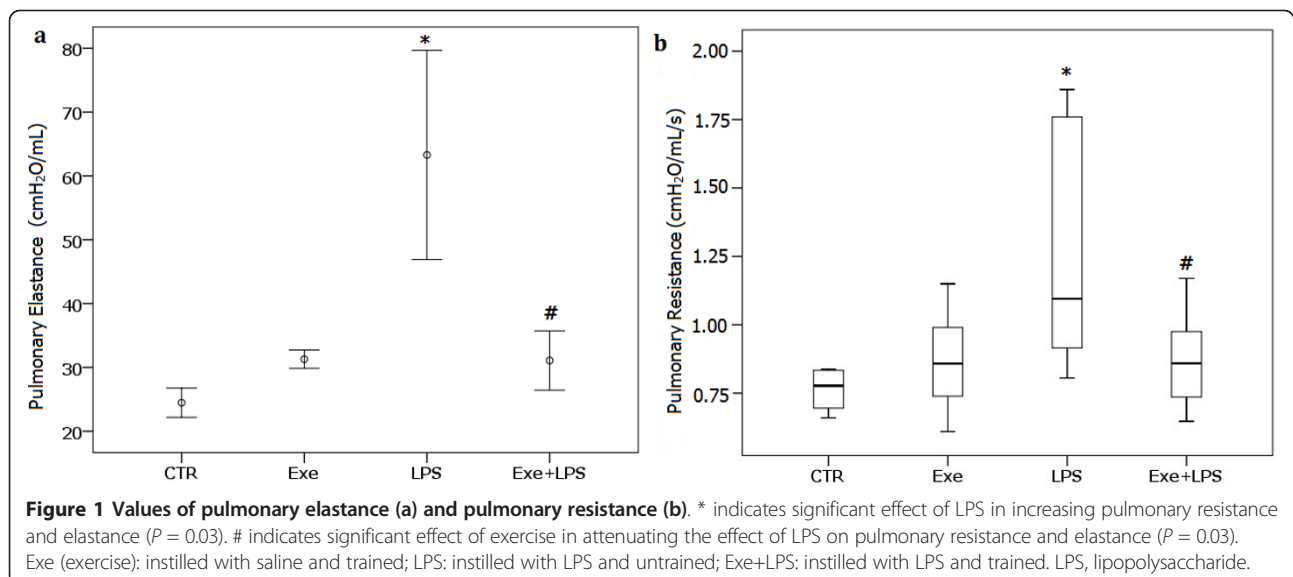 a
*
80
70
60
50
40
30
20
#
Pulmonary Elastance (cmH₂O/mL)
CTR Exe LPS Exe+LPS
b
*
2.00
1.75
1.50
1.25
1.00
0.75
#
Pulmonary Resistance (cmH₂O/mL/s)
CTR Exe LPS Exe+LPS
Figure 1 Values of pulmonary elastance (a) and pulmonary resistance (b). * indicates significant effect of LPS in increasing pulmonary resistance
and elastance (P = 0.03). # indicates significant effect of exercise in attenuating the effect of LPS on pulmonary resistance and elastance (P = 0.03).
Exe (exercise): instilled with saline and trained; LPS: instilled with LPS and untrained; Exe+LPS: instilled with LPS and trained. LPS, lipopolysaccharide.